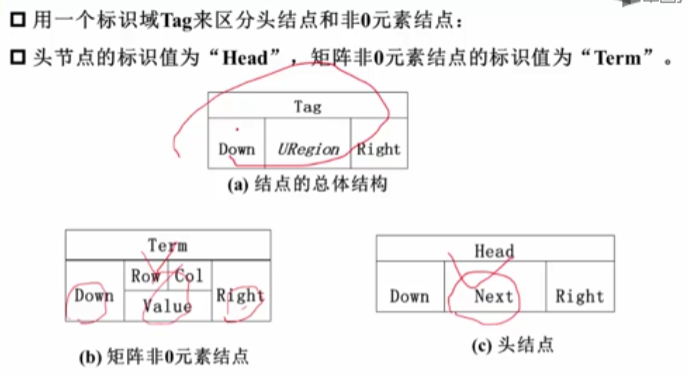 用一个标识域Tag来区分头结点和非0元素结点：
头节点的标识值为“Head”，矩阵非0元素结点的标识值为“Term”。
Tag
Down URegion Right
(a) 结点的总体结构
Term
Down Row Col Value Right
(b) 矩阵非0元素结点
Head
Down Next Right
(c) 头结点